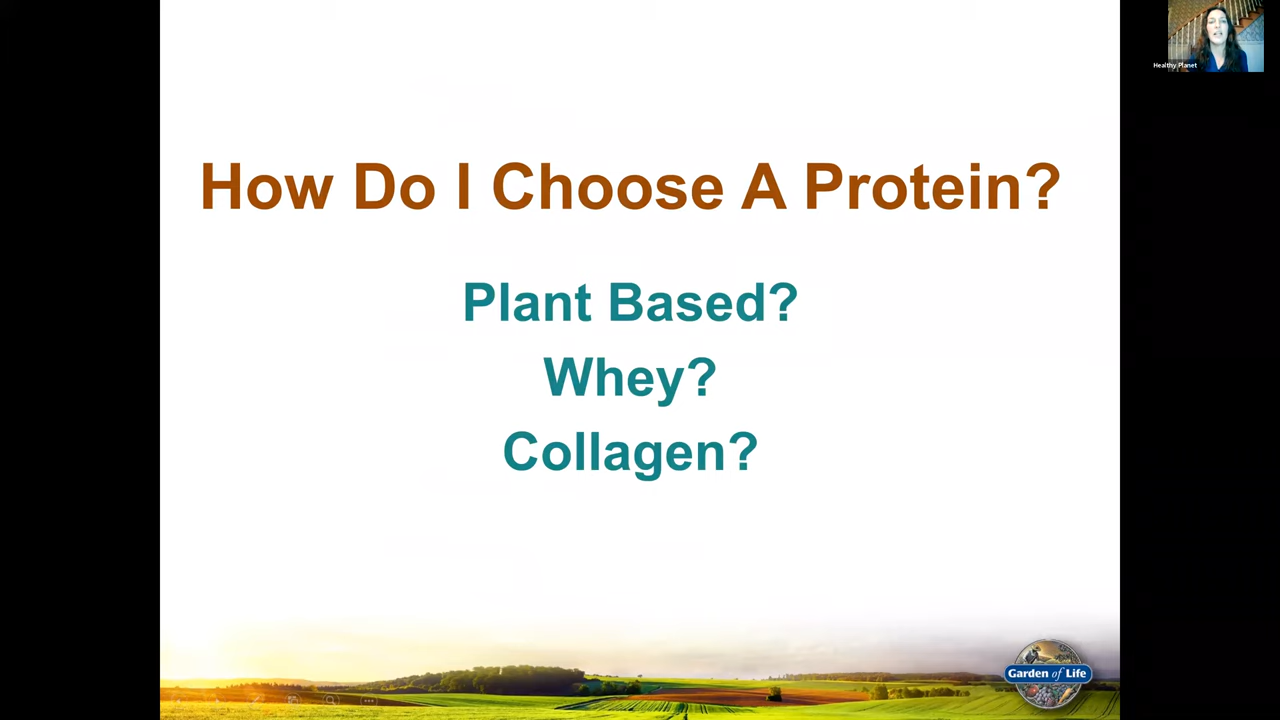 Healthy Planet
How Do I Choose A Protein?
Plant Based?
Whey?
Collagen?
Garden of Life